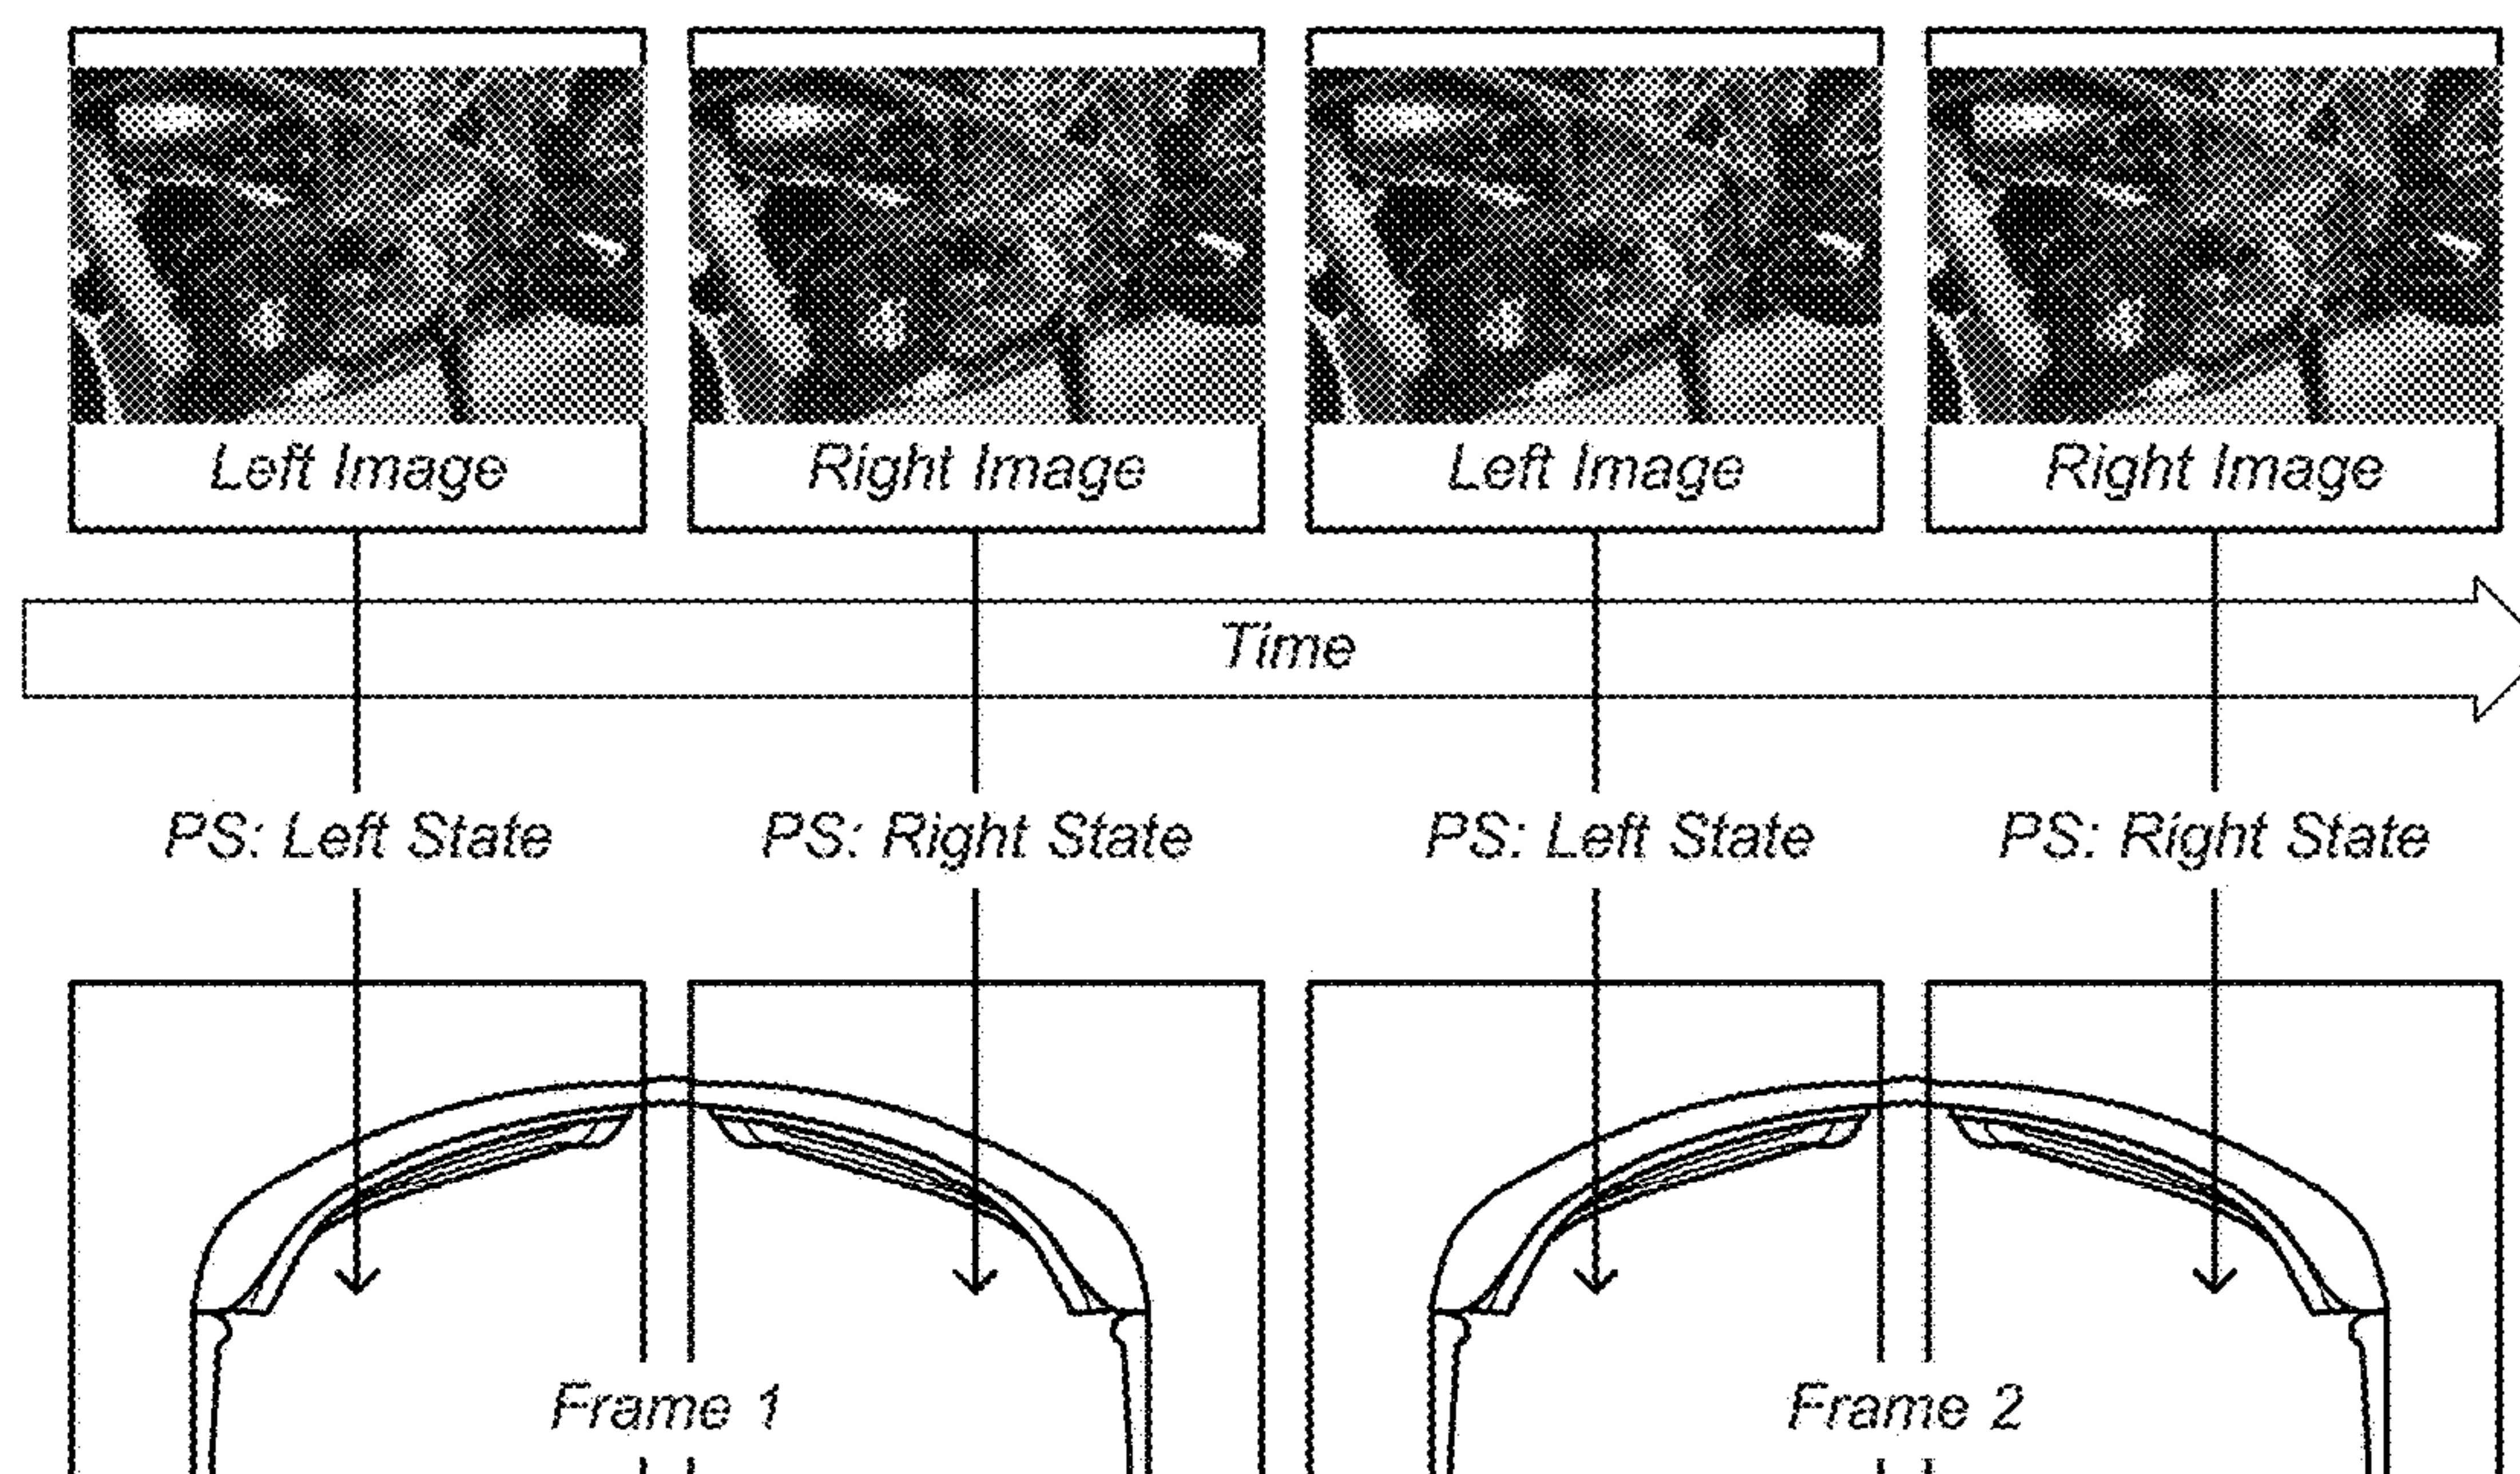 Left Image
Right Image
Left Image
Right Image
Time
PS: Left State
PS: Right State
PS: Left State
PS: Right State
Frame 1
Frame 2